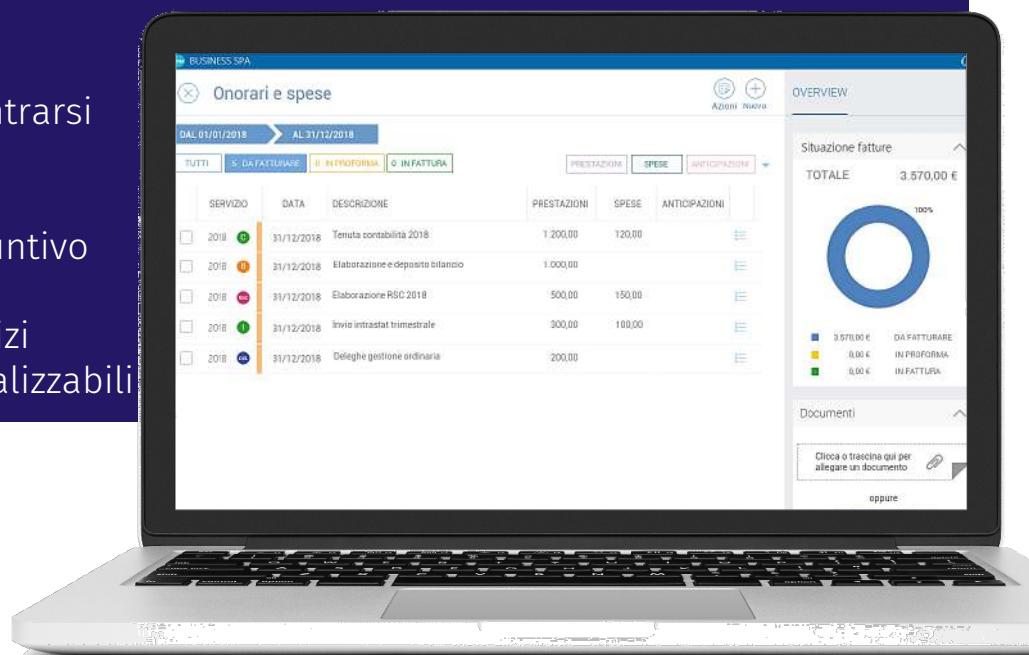 ntrarsi
untivo
izi
alizzabili
BUSINESS SPA
Onorari e spese
Azioni Nuova
OVERVIEW
DAL 01/01/2018 AL 31/12/2018
TUTTI 5 DA FATTURARE 0 IN PROFORMA 0 IN FATTURA PRESTAZIONI SPESE ANTICIPAZIONI
SERVIZIO DATA DESCRIZIONE PRESTAZIONI SPESE ANTICIPAZIONI
2018 C 31/12/2018 Tenuta contabilità 2018 1.200,00 120,00
2018 31/12/2018 Elaborazione e deposito bilancio 1.000,00
2018 31/12/2018 Elaborazione RSC 2018 500,00 150,00
2018 I 31/12/2018 Invio intrastat trimestrale 300,00 100,00
2018 31/12/2018 Deleghe gestione ordinaria 200,00
Situazione fatture
TOTALE 3.570,00 €
100%
3.570,00 € DA FATTURARE
0,00 € IN PROFORMA
0,00 € IN FATTURA
Documenti
Clicca o trascina qui per
allegare un documento
oppure